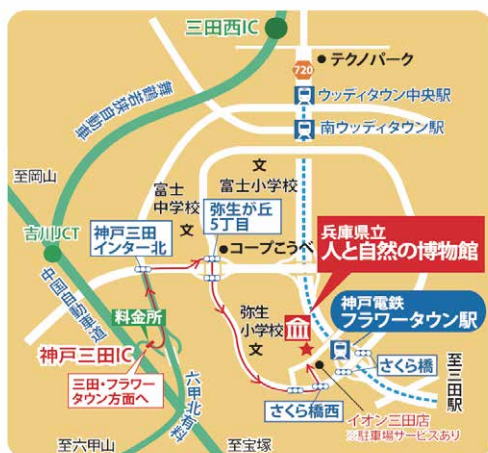 三田西IC
テクノパーク
720
ウッディタウン中央駅
南ウッディタウン駅
舞鶴若狭自動車
至岡山
文
富士小学校
富士
中学校
文
弥生が丘
5丁目
コープこうべ
神戸三田
インター北
吉川JCT
中国自動車道
料金所
神戸三田IC
三田・フラワー
タウン方面へ
六甲北有料
兵庫県立
人と自然の博物館
弥生
小学校
文
神戸電鉄
フラワータウン駅
さくら橋
さくら橋西
至三田駅
イオン三田店
※駐車場サービスあり
至六甲山
至宝塚